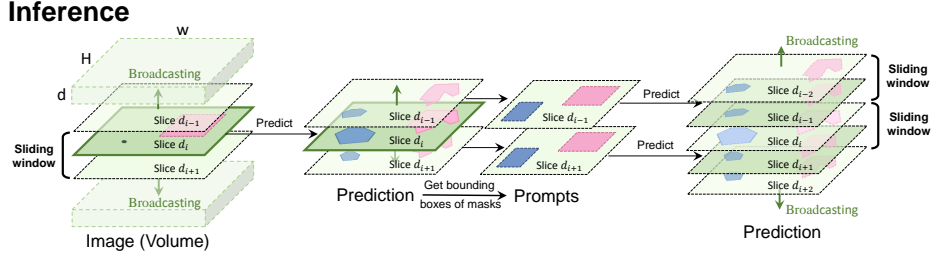 Inference
W
H
d
Broadcasting
Slice d_{i−1}
Slice d_i
Slice d_{i+1}
Sliding
window
Broadcasting
Image (Volume)
Predict
Slice d_{i−1}
Slice d_i
Slice d_{i+1}
Prediction
Get bounding
boxes of masks
Slice d_{i−1}
Slice d_{i+1}
Prompts
Predict
Predict
Broadcasting
Slice d_{i−2}
Slice d_{i−1}
Slice d_i
Slice d_{i+1}
Slice d_{i+2}
Sliding
window
Sliding
window
Broadcasting
Prediction